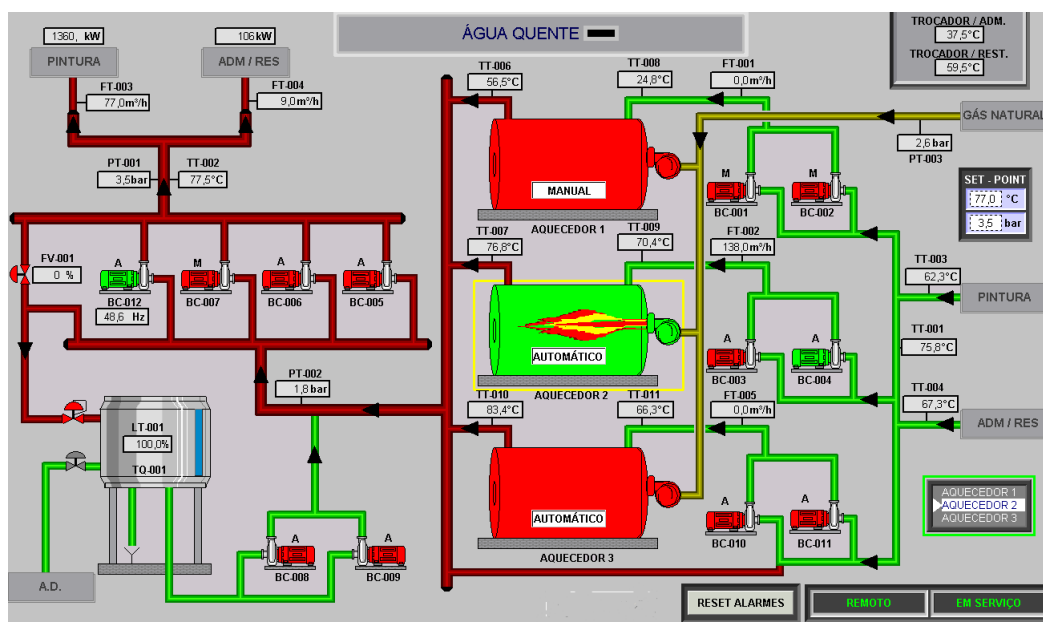 ÁGUA QUENTE
1360, kW
PINTURA
106 kW
ADM / RES
FT-003
77,0 m³/h
FT-004
9,0 m³/h
PT-001
3,5 bar
TT-002
77,5°C
TROCADOR / ADM.
37,5°C
TROCADOR / REST.
59,5°C
TT-006
56,5°C
TT-008
24,8°C
FT-001
0,0 m³/h
GÁS NATURAL
2,6 bar
PT-003
MANUAL
AQUECEDOR 1
M
BC-001
M
BC-002
SET - POINT
77,0 °C
3,5 bar
FV-001
0 %
A
BC-012
48,6 Hz
M
BC-007
A
BC-006
A
BC-005
TT-007
76,8°C
TT-009
70,4°C
FT-002
138,0 m³/h
TT-003
62,3°C
PINTURA
AUTOMÁTICO
AQUECEDOR 2
A
BC-003
A
BC-004
TT-001
75,8°C
PT-002
1,8 bar
TT-010
83,4°C
TT-011
66,3°C
FT-005
0,0 m³/h
TT-004
67,3°C
ADM / RES
LT-001
100,0%
TQ-001
AUTOMÁTICO
AQUECEDOR 3
A
BC-010
A
BC-011
AQUECEDOR 1
AQUECEDOR 2
AQUECEDOR 3
A
BC-008
A
BC-009
A.D.
RESET ALARMES
REMOTO
EM SERVIÇO